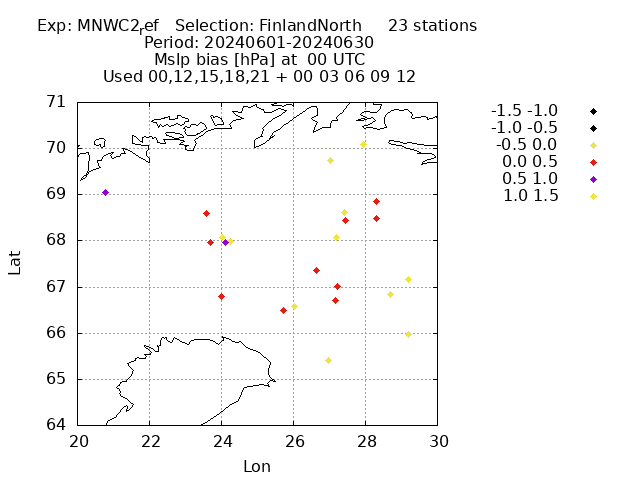 Exp: MNWC2ref Selection: FinlandNorth 23 stations
Period: 20240601-20240630
Mslp bias [hPa] at 00 UTC
Used 00,12,15,18,21 + 00 03 06 09 12
-1.5 -1.0
-1.0 -0.5
-0.5 0.0
0.0 0.5
0.5 1.0
1.0 1.5
71
70
69
68
67
66
65
64
Lat
20 22 24 26 28 30
Lon